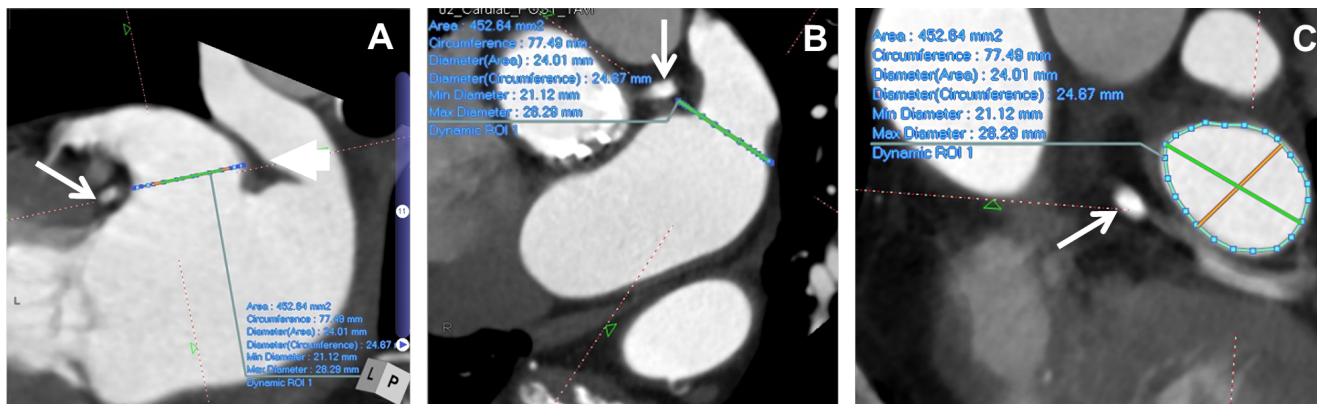 A
L
11
Area : 452.64 mm2
Circumference : 77.49 mm
Diameter(Area) : 24.01 mm
Diameter(Circumference) : 24.67 mm
Min Diameter : 21.12 mm
Max Diameter : 28.29 mm
Dynamic ROI 1
L P
B
Area : 452.64 mm2
Circumference : 77.49 mm
Diameter(Area) : 24.01 mm
Diameter(Circumference) : 24.67 mm
Min Diameter : 21.12 mm
Max Diameter : 28.29 mm
Dynamic ROI 1
R
C
Area : 452.64 mm2
Circumference : 77.49 mm
Diameter(Area) : 24.01 mm
Diameter(Circumference) : 24.67 mm
Min Diameter : 21.12 mm
Max Diameter : 28.29 mm
Dynamic ROI 1